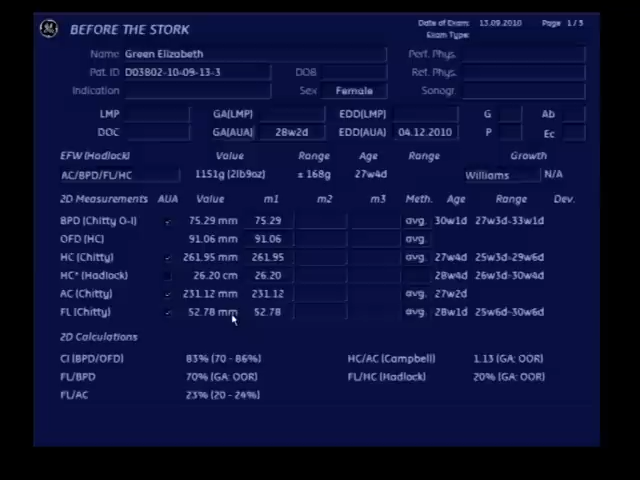 BEFORE THE STORK Date of Exam: 13.09.2010 Page 1 / 5
Exam Type:
Name Green Elizabeth Perf. Phys.
Pat. ID D03802-10-09-13-3 DOB Ref. Phys.
Indication Sex Female Sonogr.
LMP GA(LMP) EDD(LMP) G Ab
DOC GA(AUA) 28w2d EDD(AUA) 04.12.2010 P Ec
EFW (Hadlock) Value Range Age Range Growth
AC/BPD/FL/HC 1151g (2lb9oz) ± 168g 27w4d Williams N/A
2D Measurements AUA Value m1 m2 m3 Meth. Age Range Dev.
BPD (Chitty O-I) 75.29 mm 75.29 avg. 30w1d 27w3d-33w1d
OFD (HC) 91.06 mm 91.06 avg.
HC (Chitty) 261.95 mm 261.95 avg. 27w4d 25w3d-29w6d
HC* (Hadlock) 26.20 cm 26.20 28w4d 26w3d-30w4d
AC (Chitty) 231.12 mm 231.12 avg. 27w2d
FL (Chitty) 52.78 mm 52.78 avg. 28w1d 25w6d-30w6d
2D Calculations
CI (BPD/OFD) 83% (70 - 86%) HC/AC (Campbell) 1.13 (GA: OOR)
FL/BPD 70% (GA: OOR) FL/HC (Hadlock) 20% (GA: OOR)
FL/AC 23% (20 - 24%)